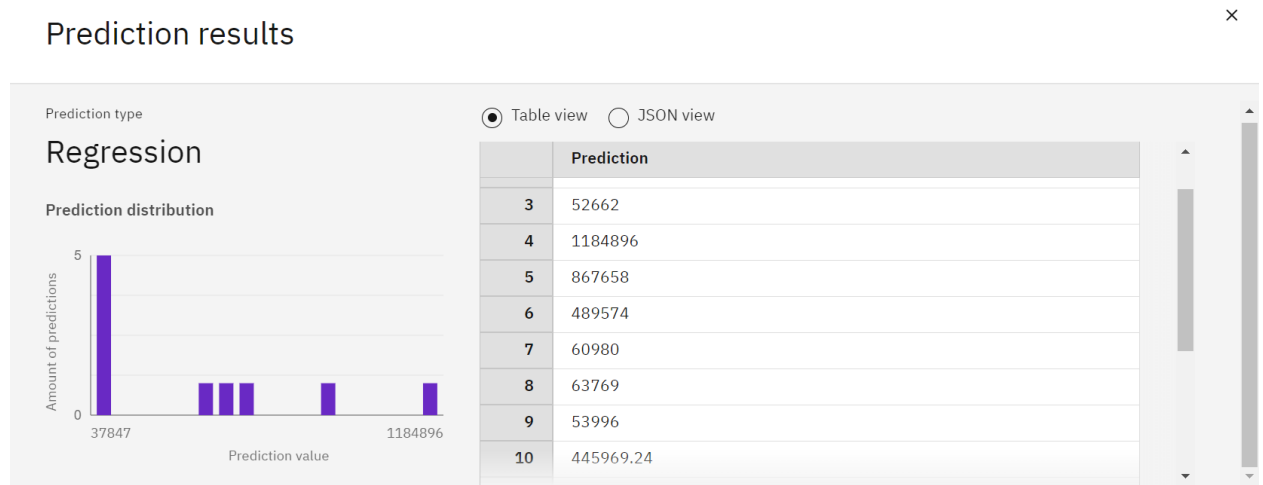 Prediction results
Prediction type
Regression
Prediction distribution
5
Amount of predictions
0
37847 1184896
Prediction value
Table view JSON view
Prediction
3 52662
4 1184896
5 867658
6 489574
7 60980
8 63769
9 53996
10 445969.24